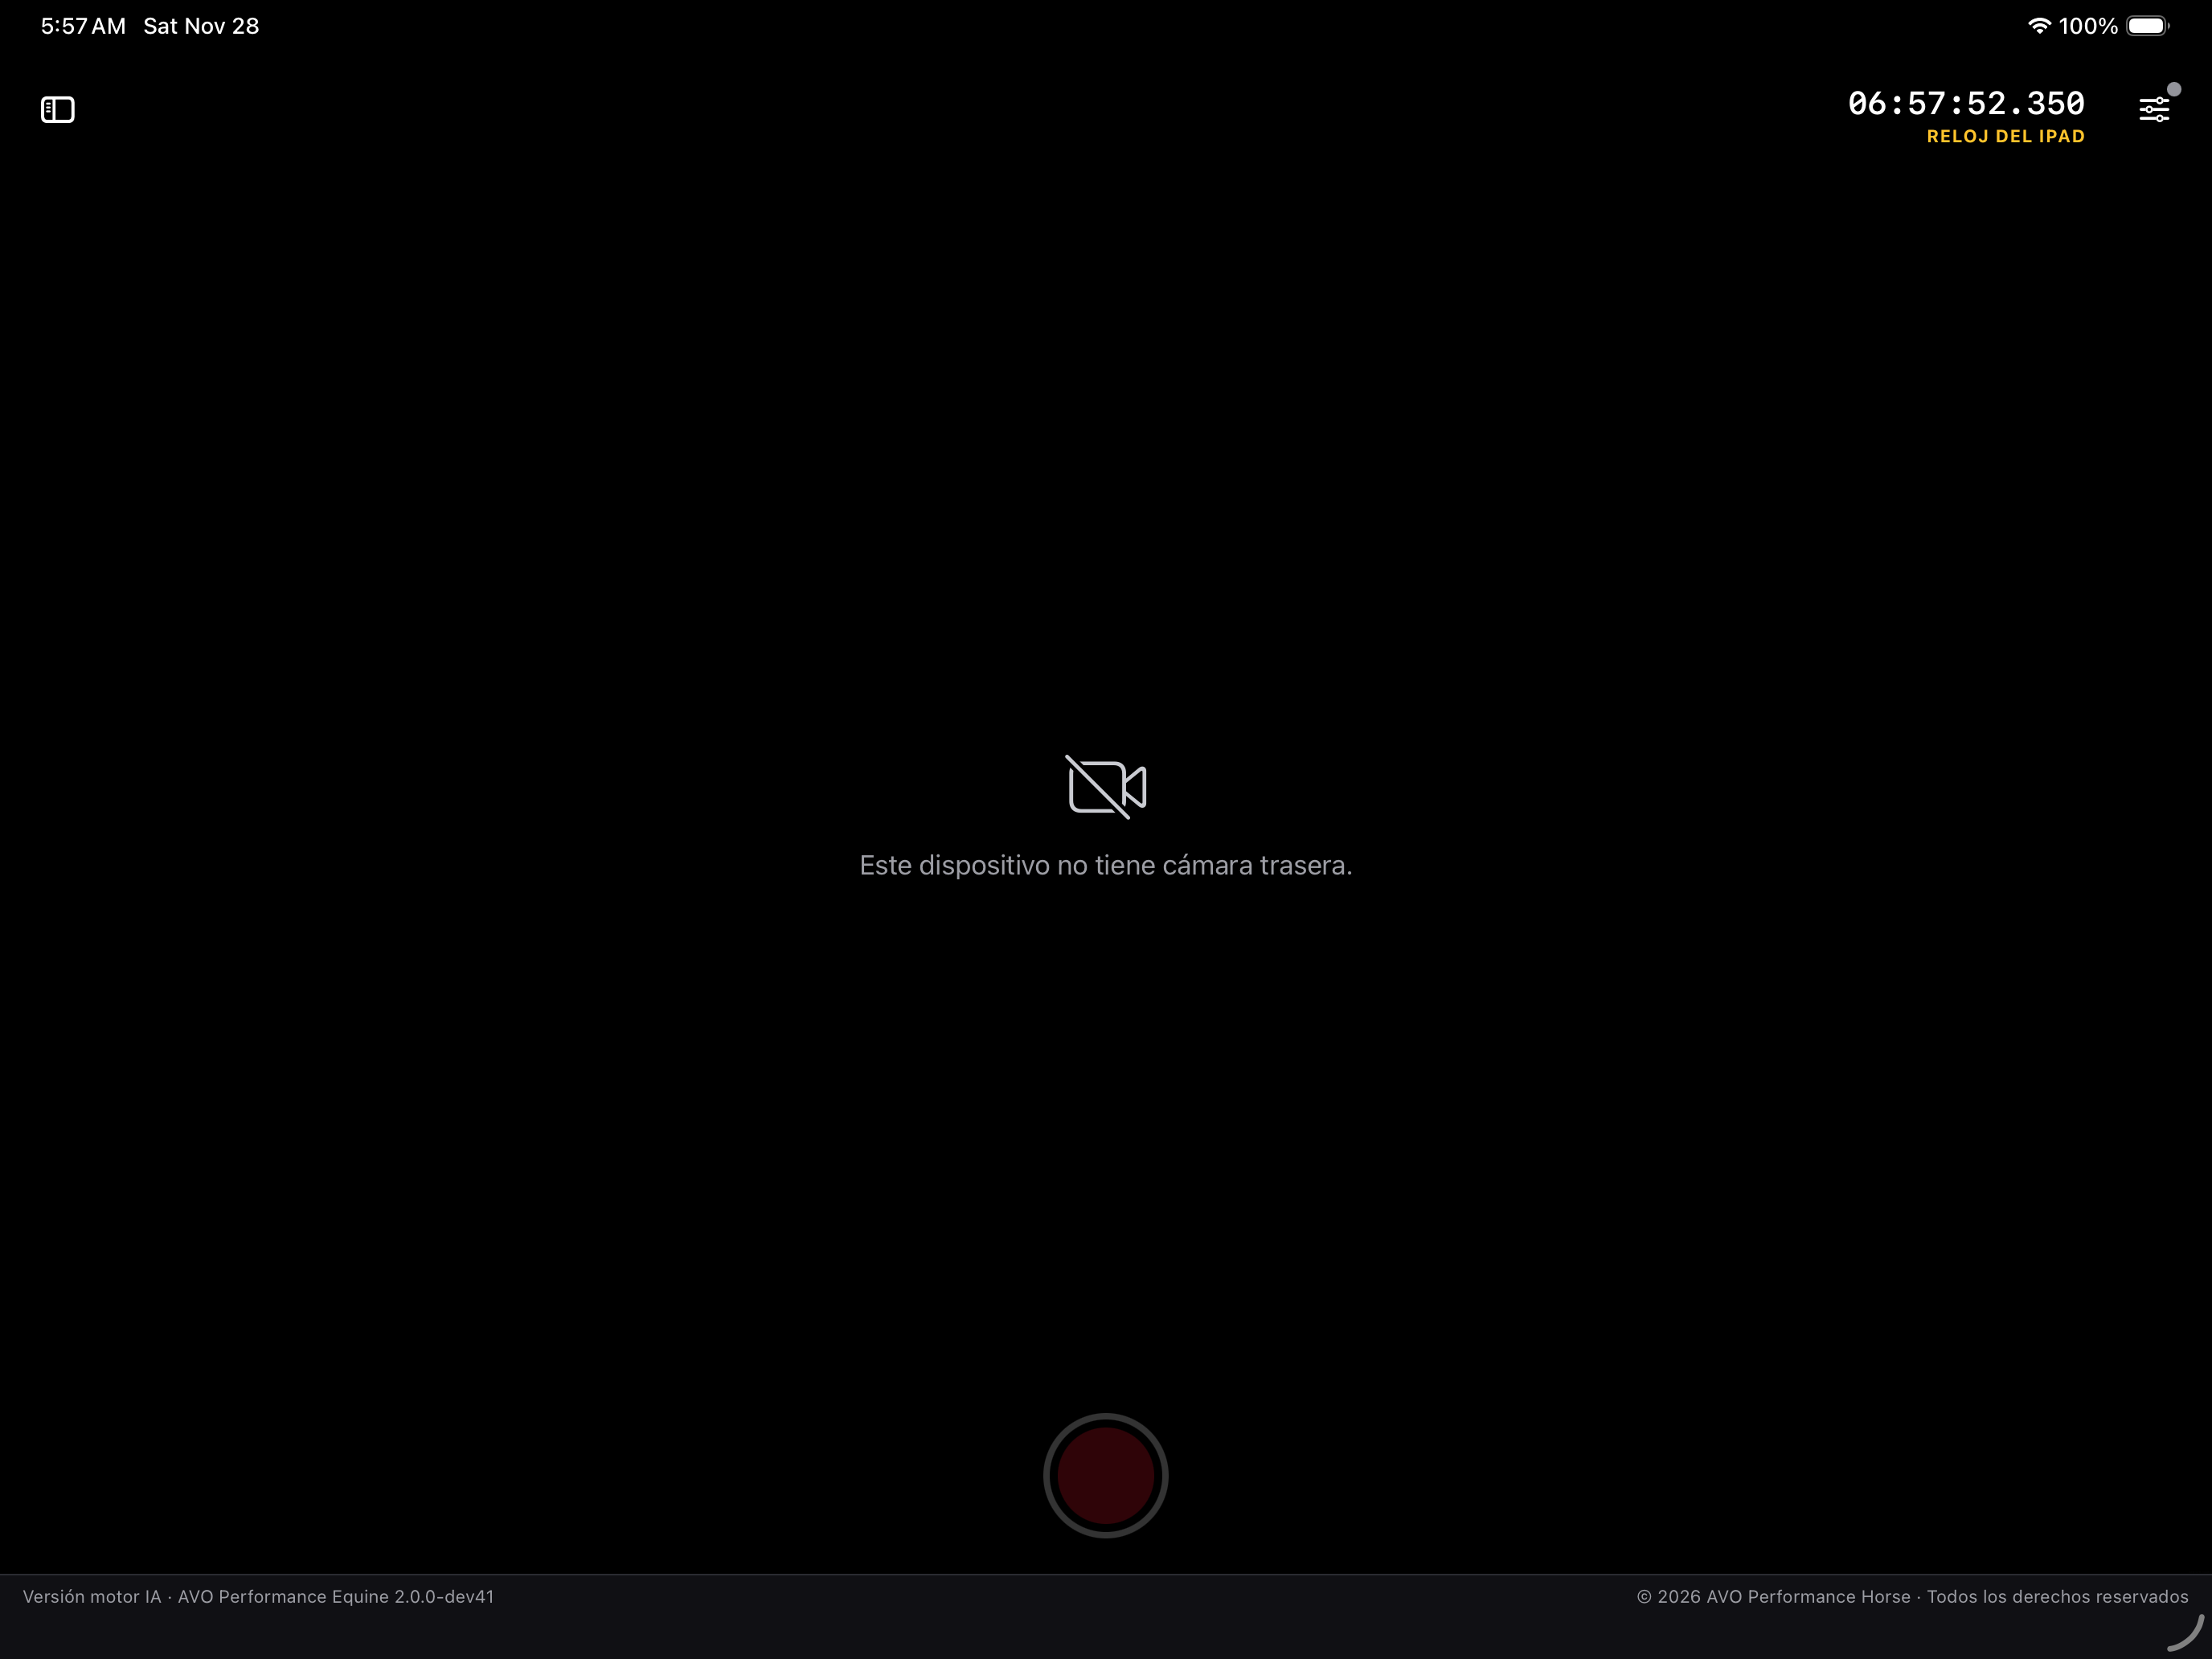 5:57 AM Sat Nov 28
100%
06:57:52.350
RELOJ DEL IPAD
Este dispositivo no tiene cámara trasera.
Versión motor IA · AVO Performance Equine 2.0.0-dev41
© 2026 AVO Performance Horse · Todos los derechos reservados